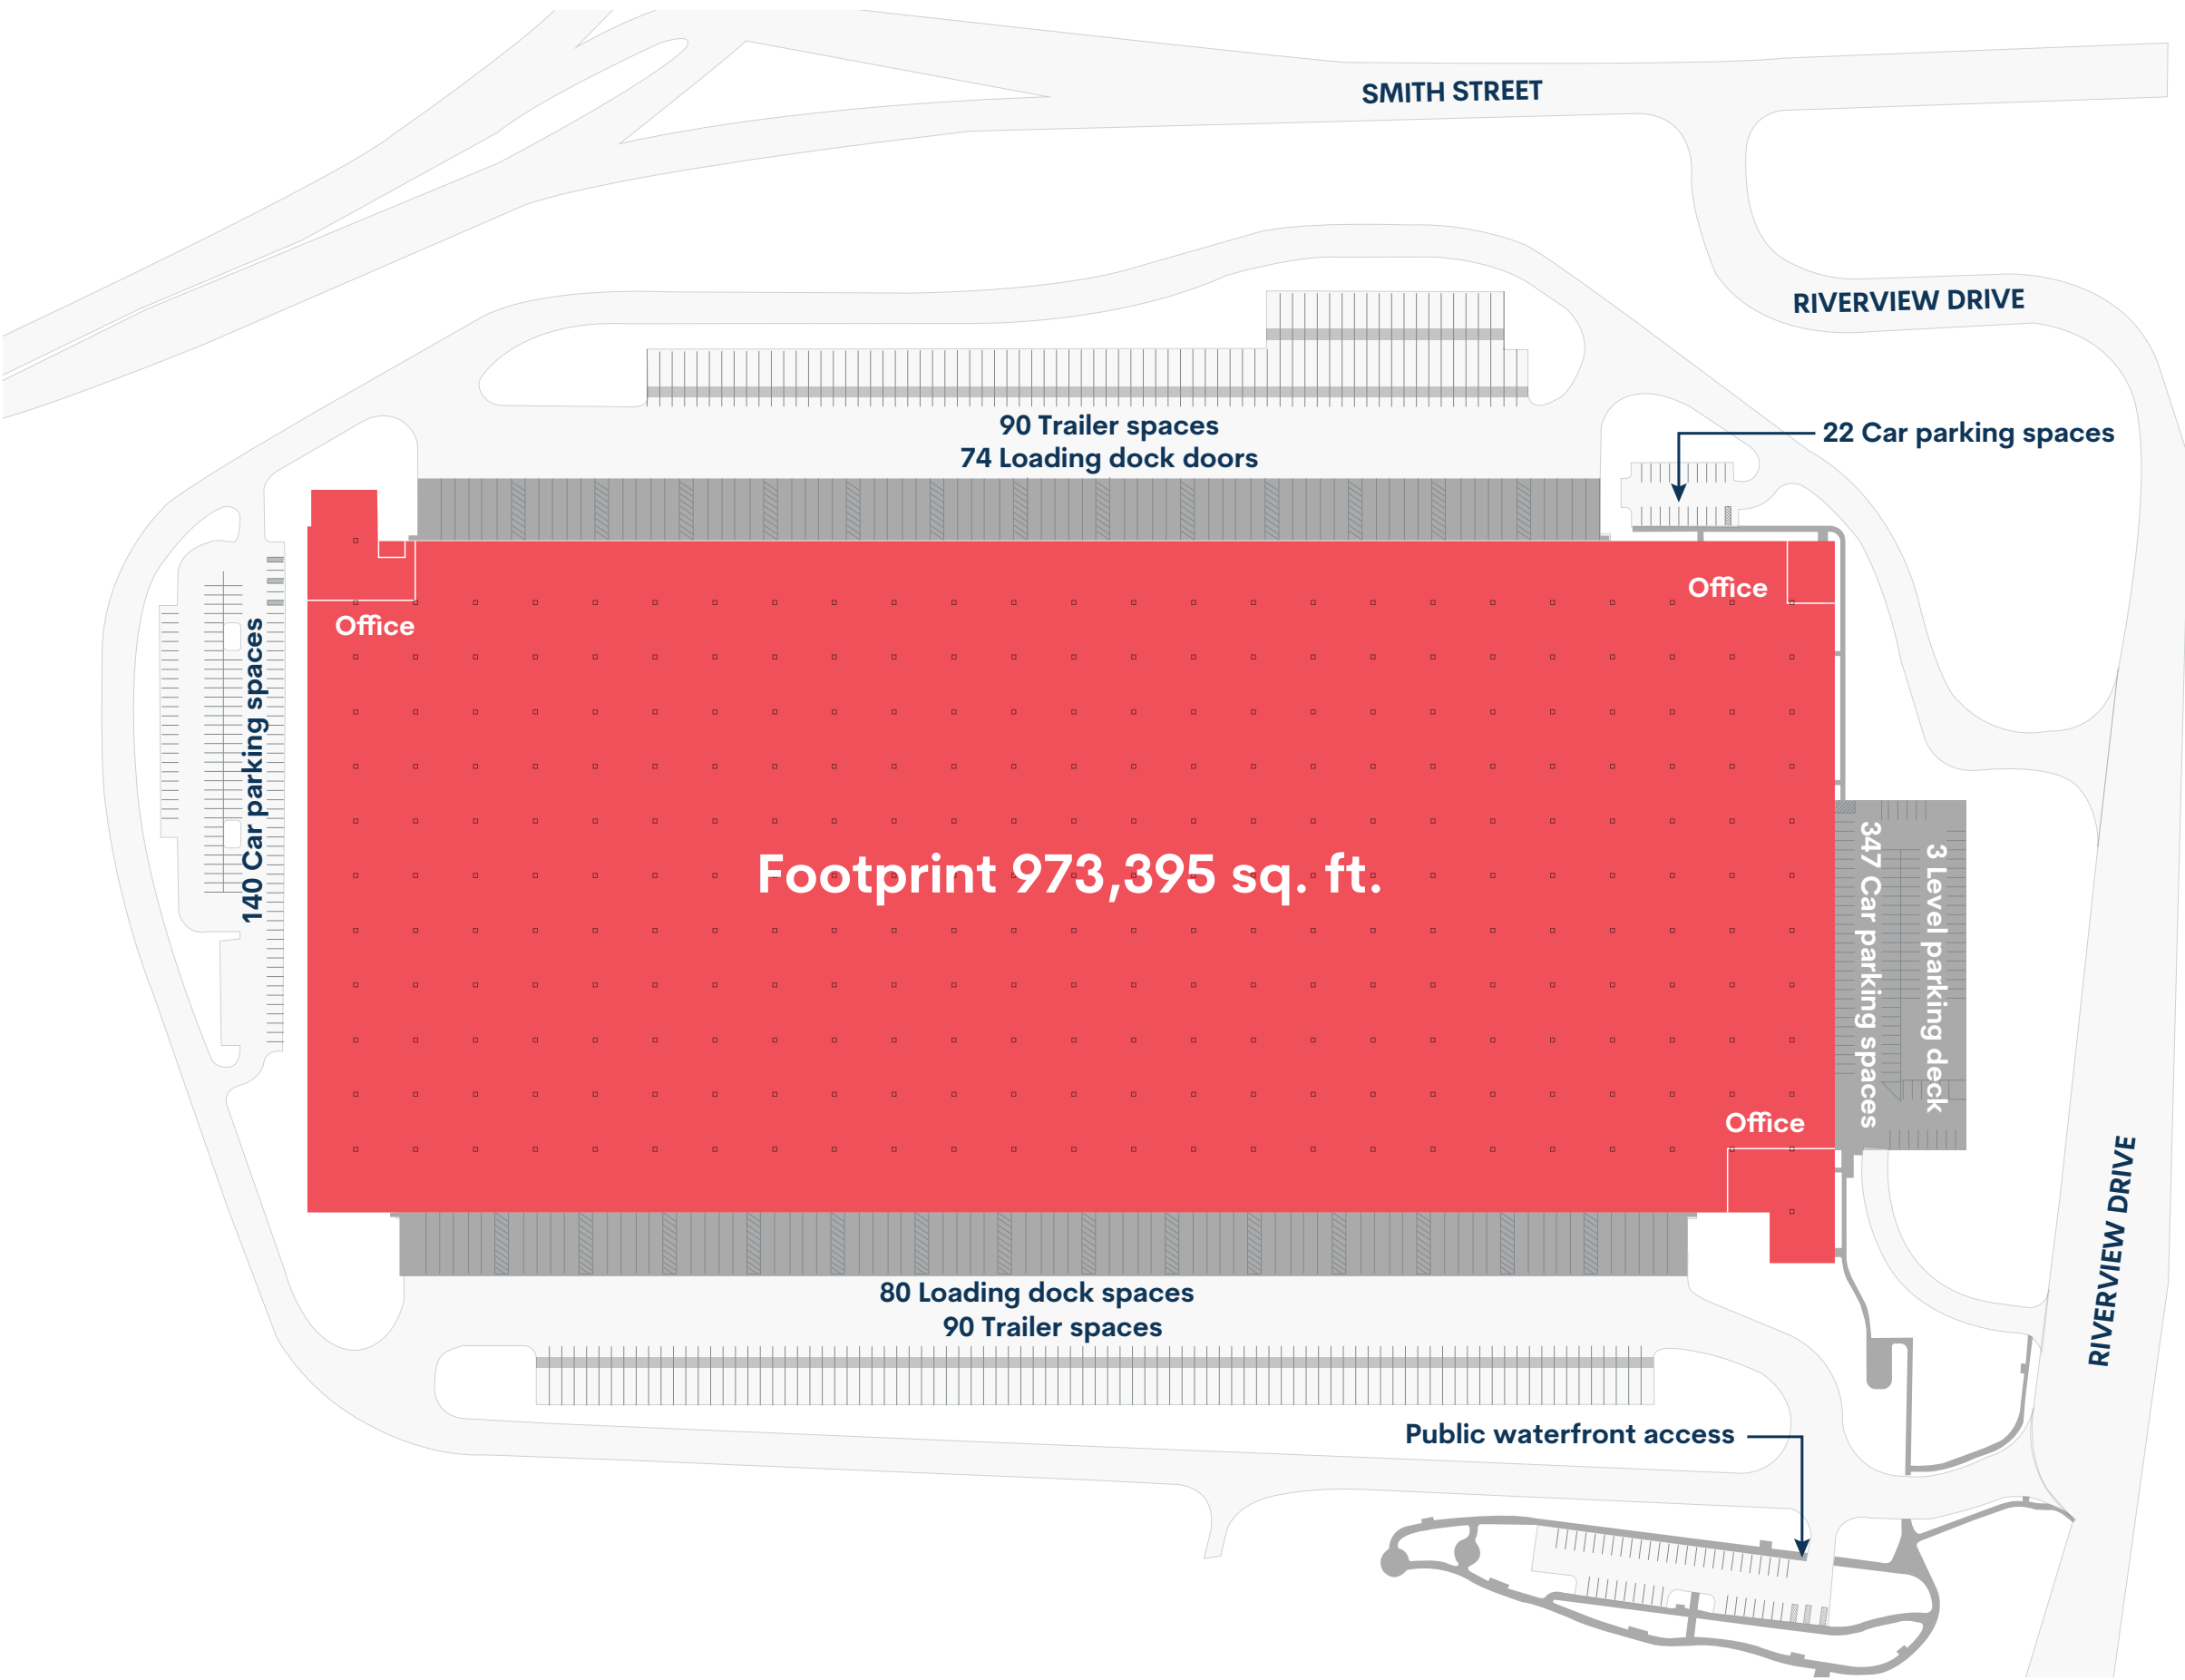 SMITH STREET
RIVERVIEW DRIVE
90 Trailer spaces
74 Loading dock doors
22 Car parking spaces
Office
Office
140 Car parking spaces
Footprint 973,395 sq. ft.
3 Level parking deck
347 Car parking spaces
Office
RIVERVIEW DRIVE
80 Loading dock spaces
90 Trailer spaces
Public waterfront access